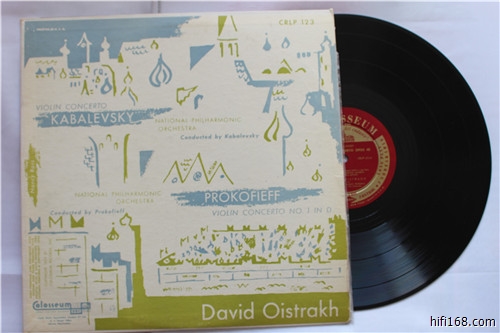 CRLP 123
VIOLIN CONCERTO
KABALEVSKY
NATIONAL PHILHARMONIC
ORCHESTRA
Conducted by Kabalevsky
NATIONAL PHILHARMONIC
ORCHESTRA
Conducted by Prokofieff
PROKOFIEFF
VIOLIN CONCERTO NO. 1 IN D
Colosseum
David Oistrakh
COLOSSEUM
hifi168.com